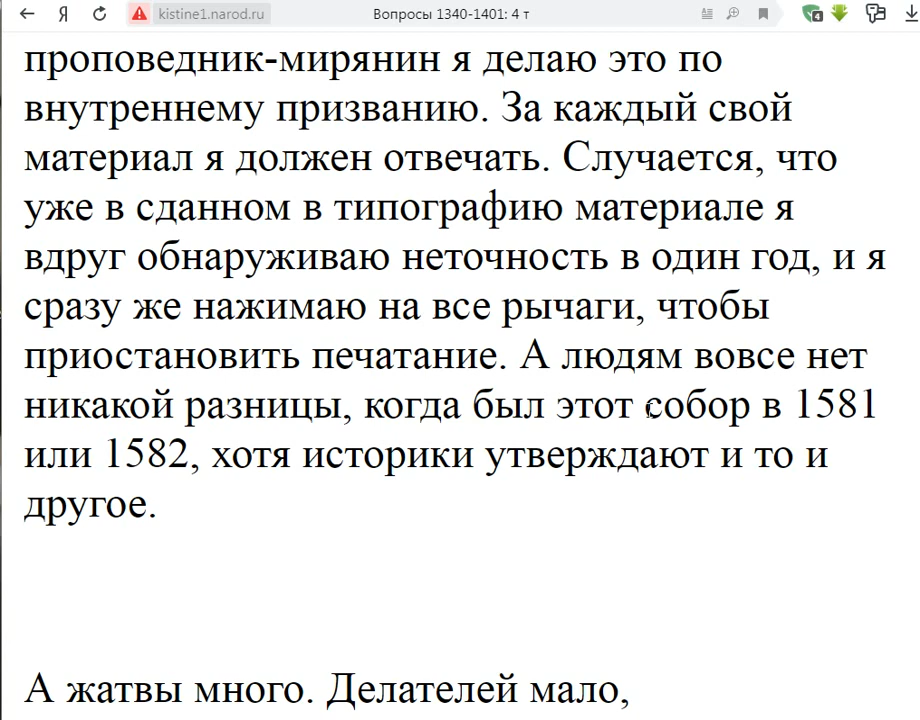 kistine1.narod.ru
Вопросы 1340-1401: 4 т
4
проповедник-мирянин я делаю это по
внутреннему призванию. За каждый свой
материал я должен отвечать. Случается, что
уже в сданном в типографию материале я
вдруг обнаруживаю неточность в один год, и я
сразу же нажимаю на все рычаги, чтобы
приостановить печатание. А людям вовсе нет
никакой разницы, когда был этот собор в 1581
или 1582, хотя историки утверждают и то и
другое.
А жатвы много. Делателей мало,